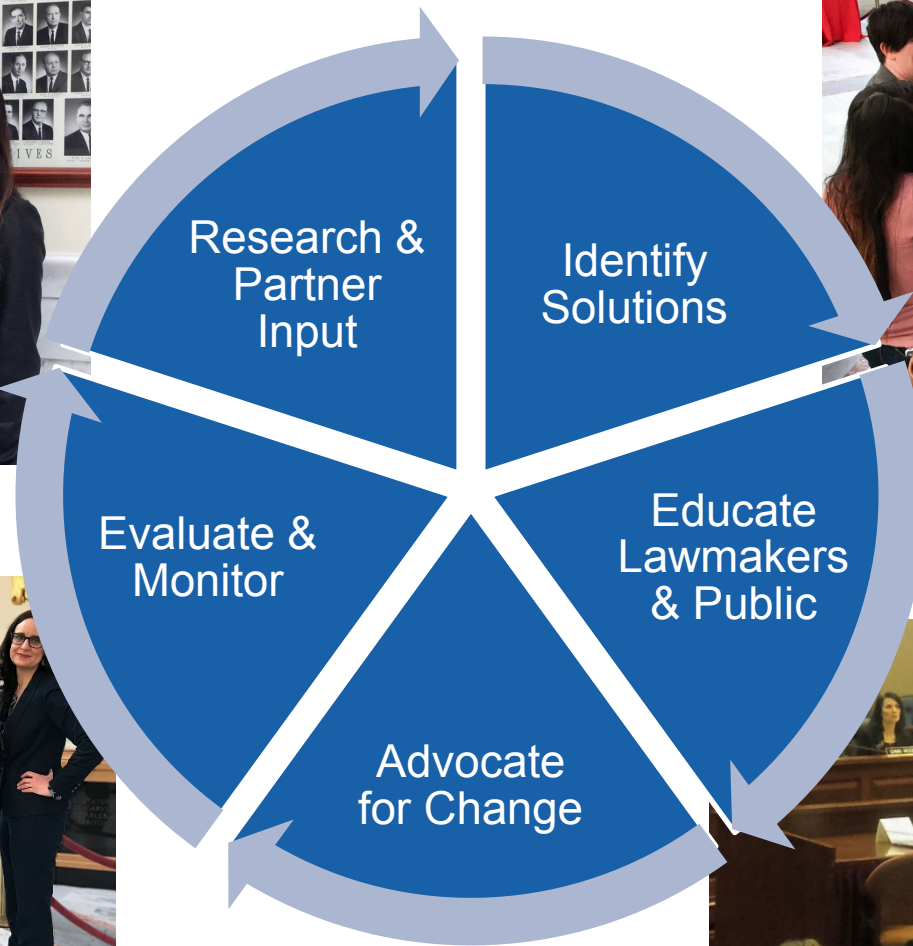 Research &
Partner
Input
Identify
Solutions
Educate
Lawmakers
& Public
Advocate
for Change
Evaluate &
Monitor
IVES